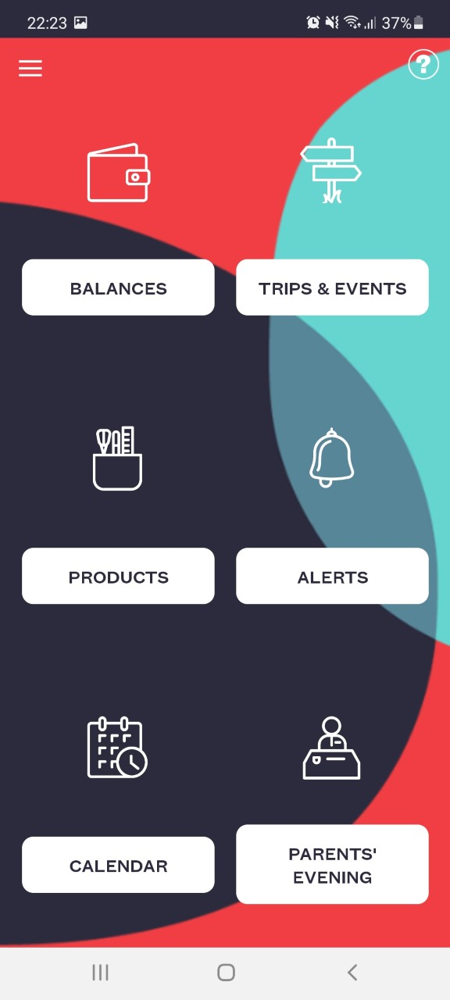 22:23
37%
?
BALANCES
TRIPS & EVENTS
PRODUCTS
ALERTS
CALENDAR
PARENTS'
EVENING